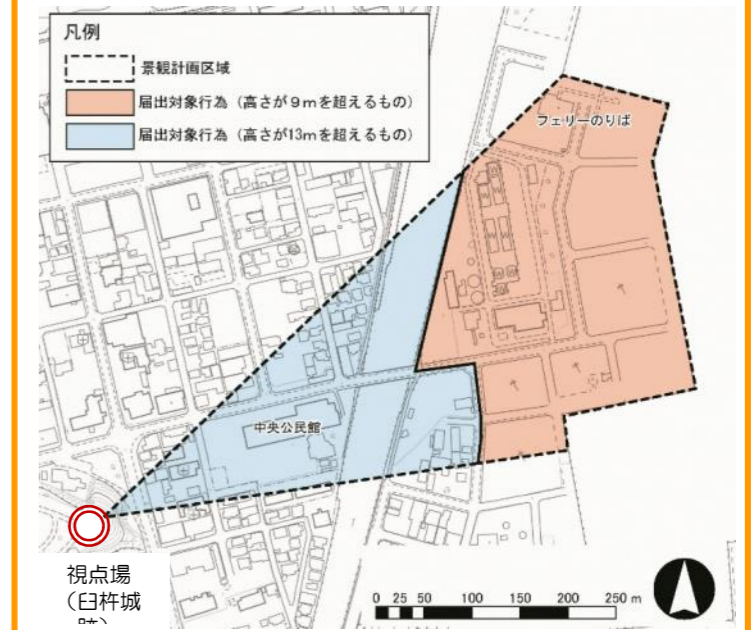 凡例
景観計画区域
届出対象行為（高さが９ｍを超えるもの）
届出対象行為（高さが13mを超えるもの）
フェリーのりば
中央公民館
視点場
（臼杵城
跡）
0 25 50 100 150 200 250 m